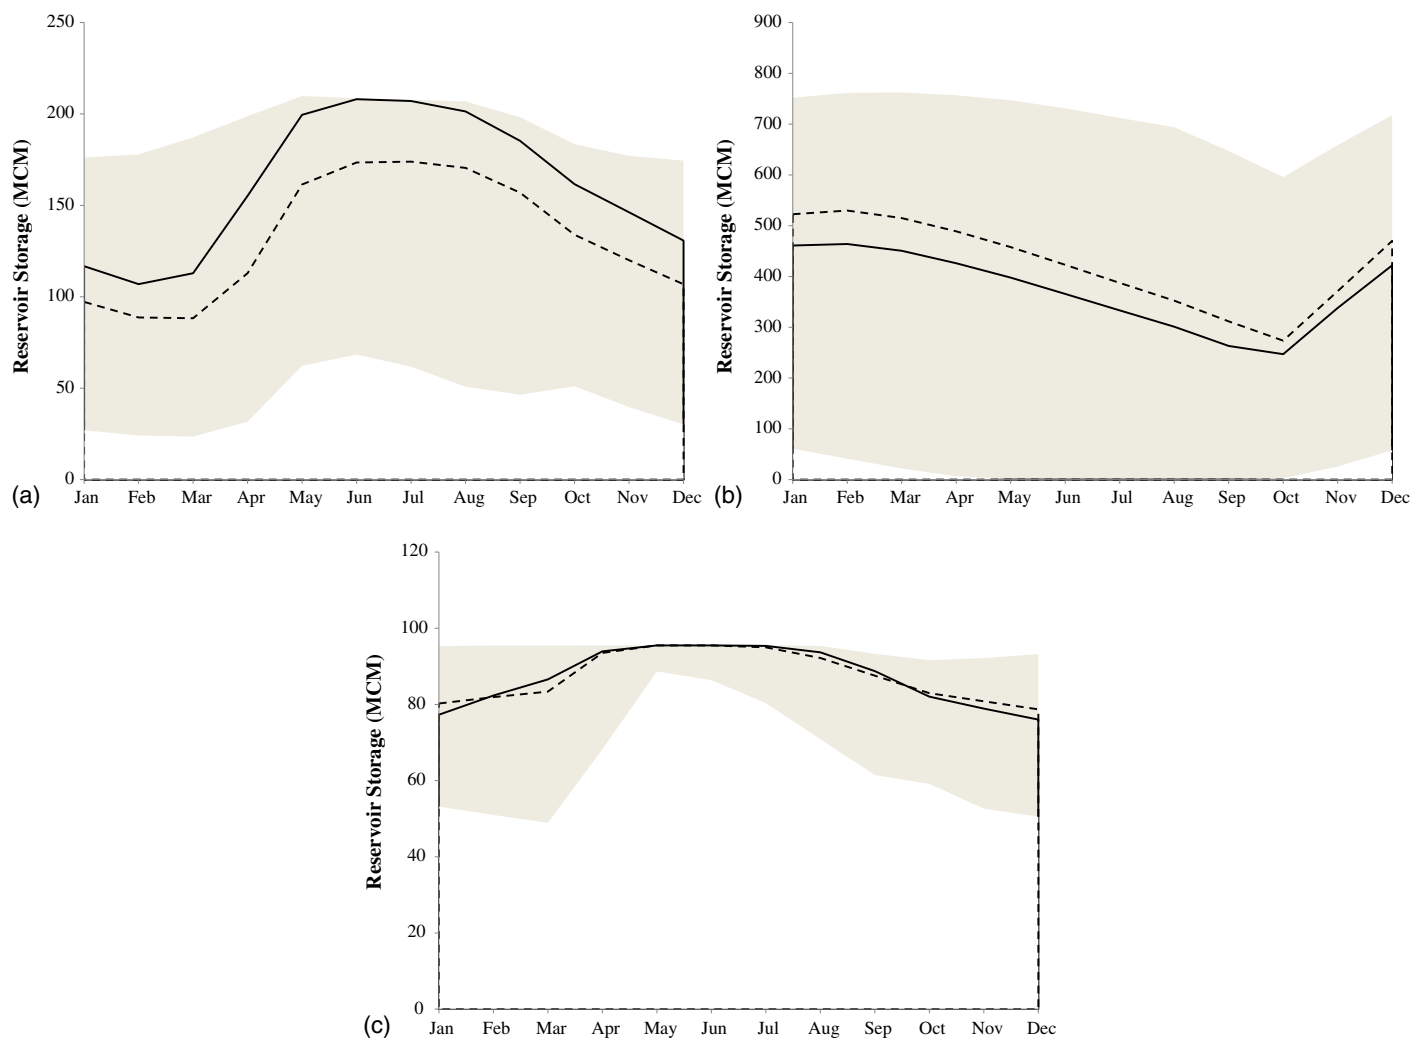 250
200
150
100
50
0
Reservoir Storage (MCM)
Jan Feb Mar Apr May Jun Jul Aug Sep Oct Nov Dec
(a)
900
800
700
600
500
400
300
200
100
0
Reservoir Storage (MCM)
Jan Feb Mar Apr May Jun Jul Aug Sep Oct Nov Dec
(b)
120
100
80
60
40
20
0
Reservoir Storage (MCM)
Jan Feb Mar Apr May Jun Jul Aug Sep Oct Nov Dec
(c)